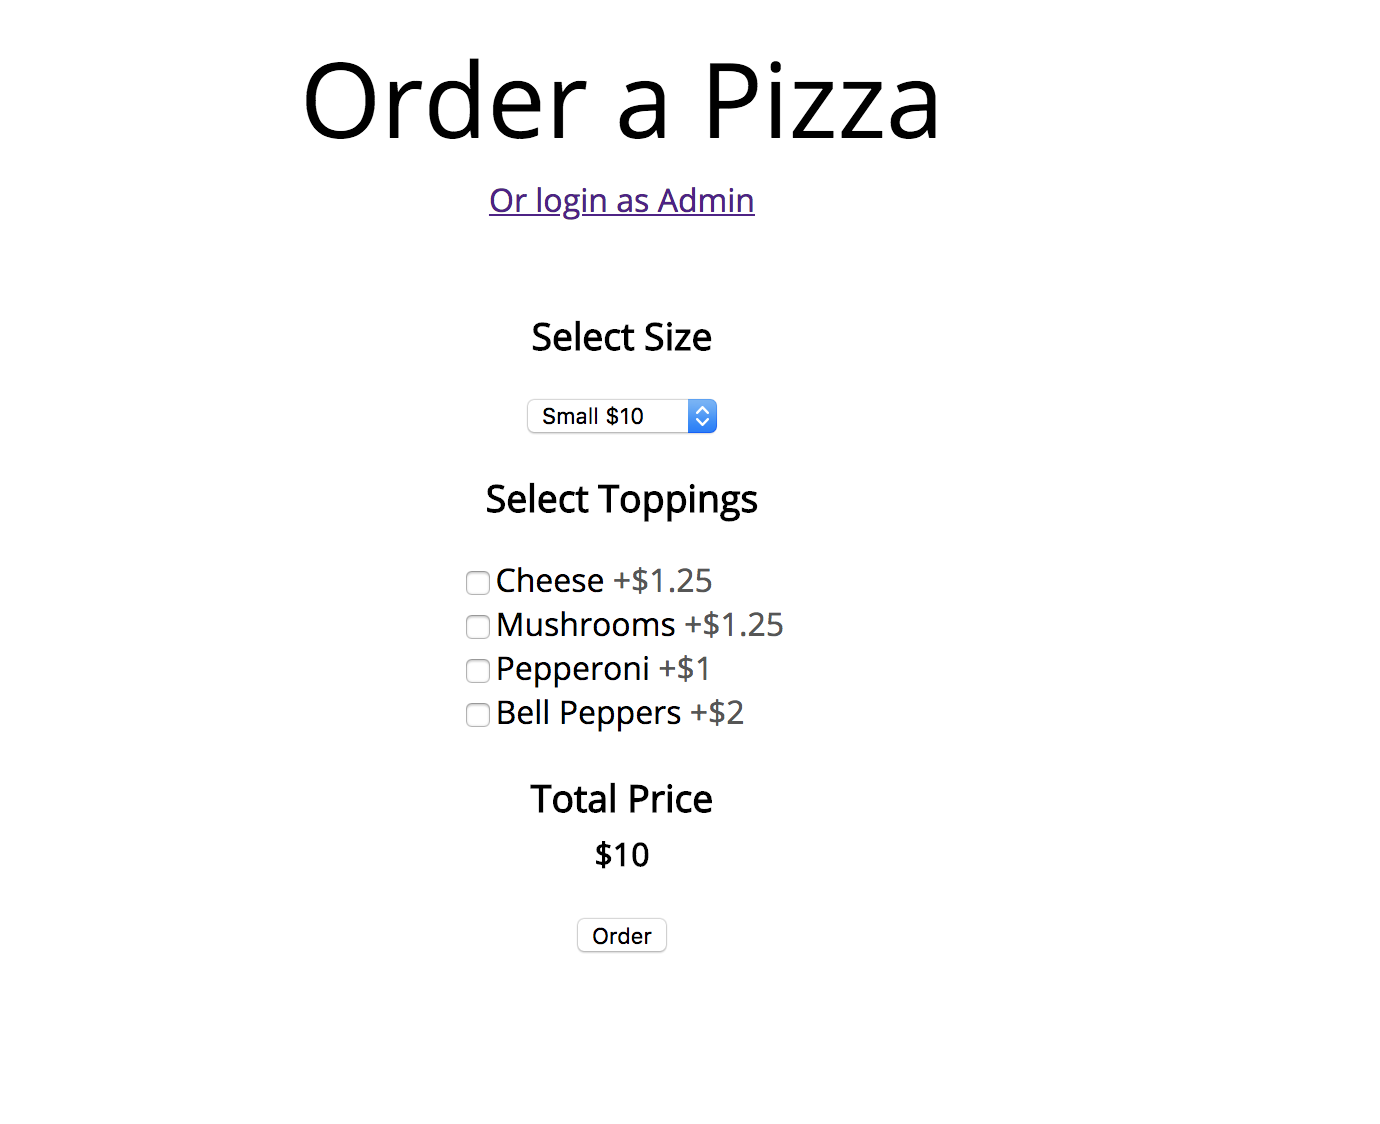 Order a Pizza
Or login as Admin
Select Size
Small $10
Select Toppings
Cheese +$1.25
Mushrooms +$1.25
Pepperoni +$1
Bell Peppers +$2
Total Price
$10
Order